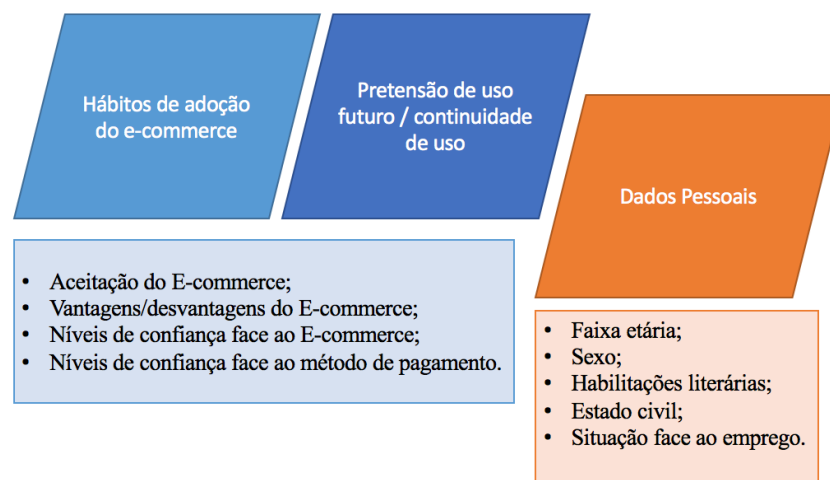 Hábitos de adoção
do e-commerce
Pretensão de uso
futuro / continuidade
de uso
Dados Pessoais
• Aceitação do E-commerce;
• Vantagens/desvantagens do E-commerce;
• Níveis de confiança face ao E-commerce;
• Níveis de confiança face ao método de pagamento.
• Faixa etária;
• Sexo;
• Habilitações literárias;
• Estado civil;
• Situação face ao emprego.